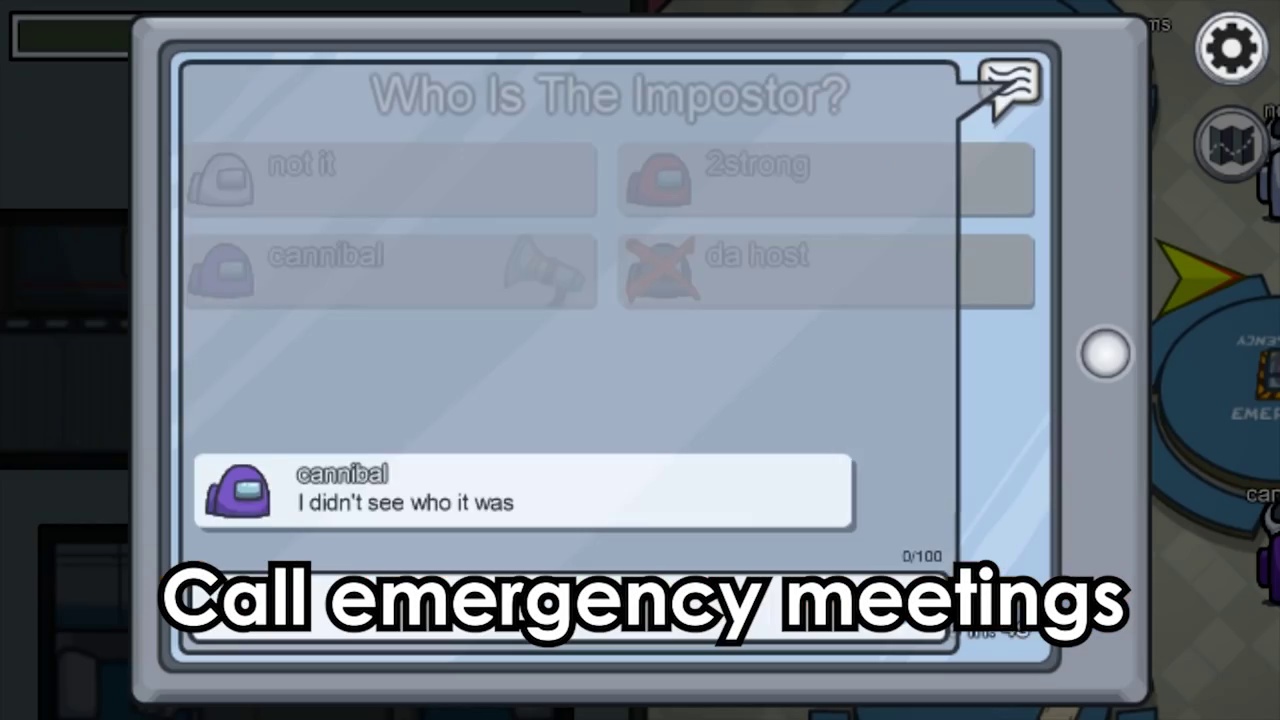 Who Is The Impostor?
not it
2strong
cannibal
da host
cannibal
I didn't see who it was
0/100
Call emergency meetings